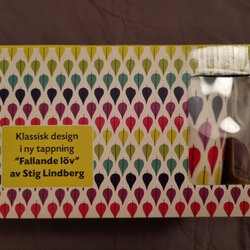 Klassisk design
i ny tappning
"Fallande löv"
av Stig Lindberg